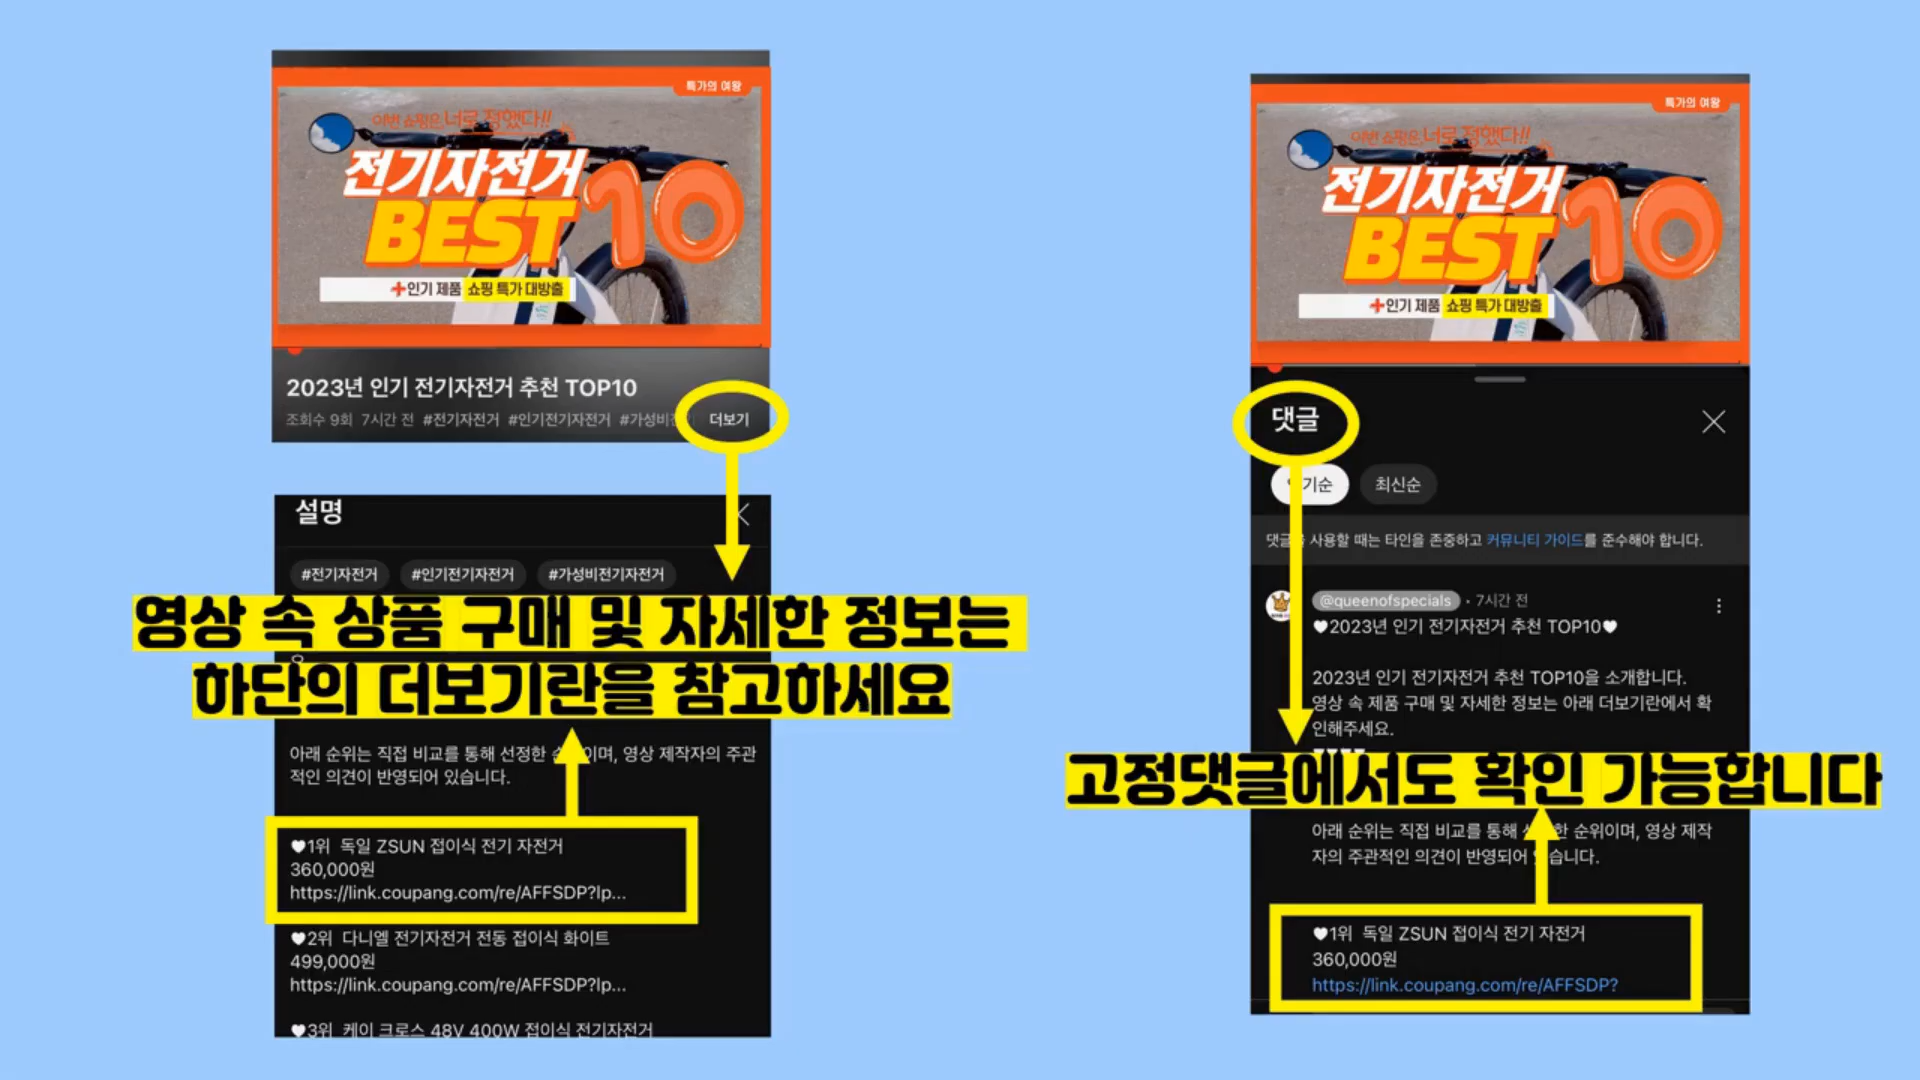 특가의 여왕
이번 쇼핑은 너로 정했다!!
전기자전거
BEST 10
+인기 제품 쇼핑 특가 대방출
2023년 인기 전기자전거 추천 TOP10
조회수 9회 7시간 전 #전기자전거 #인기전기자전거 #가성비
더보기
설명
#전기자전거 #인기전기자전거 #가성비전기자전거
영상 속 상품 구매 및 자세한 정보는
하단의 더보기란을 참고하세요
아래 순위는 직접 비교를 통해 선정한 순위이며, 영상 제작자의 주관
적인 의견이 반영되어 있습니다.
♥1위 독일 ZSUN 접이식 전기 자전거
360,000원
https://link.coupang.com/re/AFFSDP?lp...
♥2위 다니엘 전기자전거 전동 접이식 화이트
499,000원
https://link.coupang.com/re/AFFSDP?lp...
♥3위 케이 크로스 48V 400W 접이식 전기자전거
특가의 여왕
이번 쇼핑은 너로 정했다!!
전기자전거
BEST 10
+인기 제품 쇼핑 특가 대방출
댓글
인기순 최신순
댓글을 사용할 때는 타인을 존중하고 커뮤니티 가이드를 준수해야 합니다.
@queenofspecials · 7시간 전
♥2023년 인기 전기자전거 추천 TOP10♥
2023년 인기 전기자전거 추천 TOP10을 소개합니다.
영상 속 제품 구매 및 자세한 정보는 아래 더보기란에서 확
인해주세요.
고정댓글에서도 확인 가능합니다
아래 순위는 직접 비교를 통해 선정한 순위이며, 영상 제작
자의 주관적인 의견이 반영되어 있습니다.
♥1위 독일 ZSUN 접이식 전기 자전거
360,000원
https://link.coupang.com/re/AFFSDP?